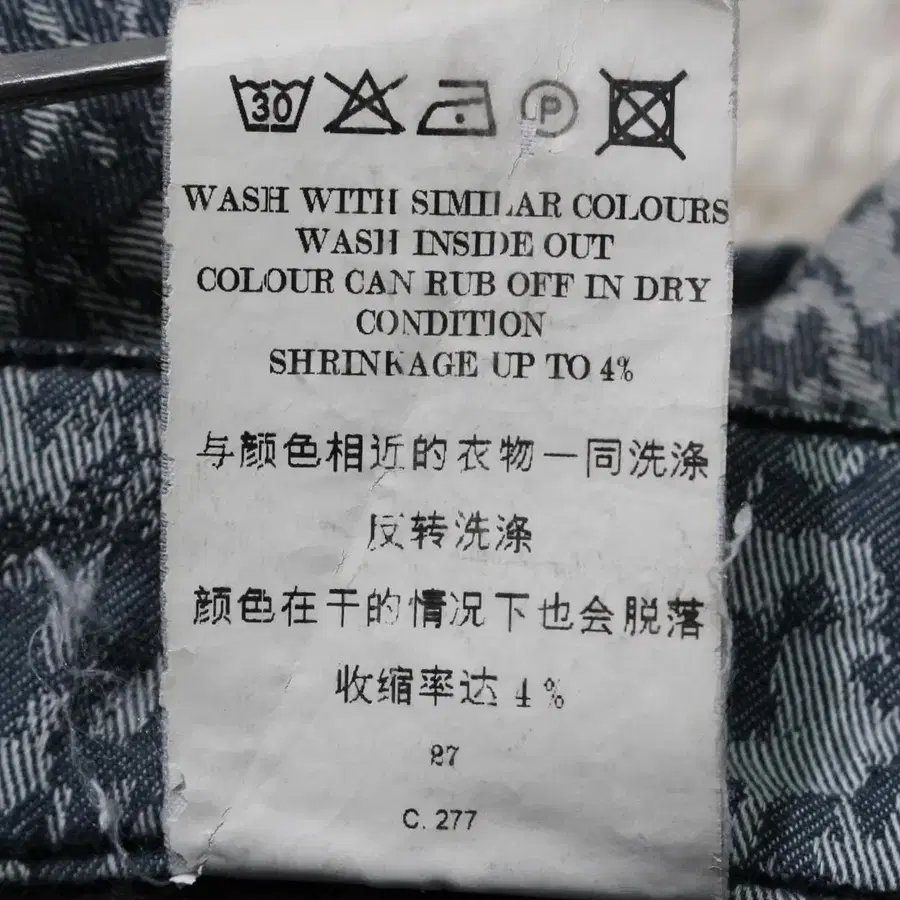 30 P
WASH WITH SIMILAR COLOURS
WASH INSIDE OUT
COLOUR CAN RUB OFF IN DRY
CONDITION
SHRINKAGE UP TO 4%
与颜色相近的衣物一同洗涤
反转洗涤
颜色在干的情况下也会脱落
收缩率达 4%
27
C. 277